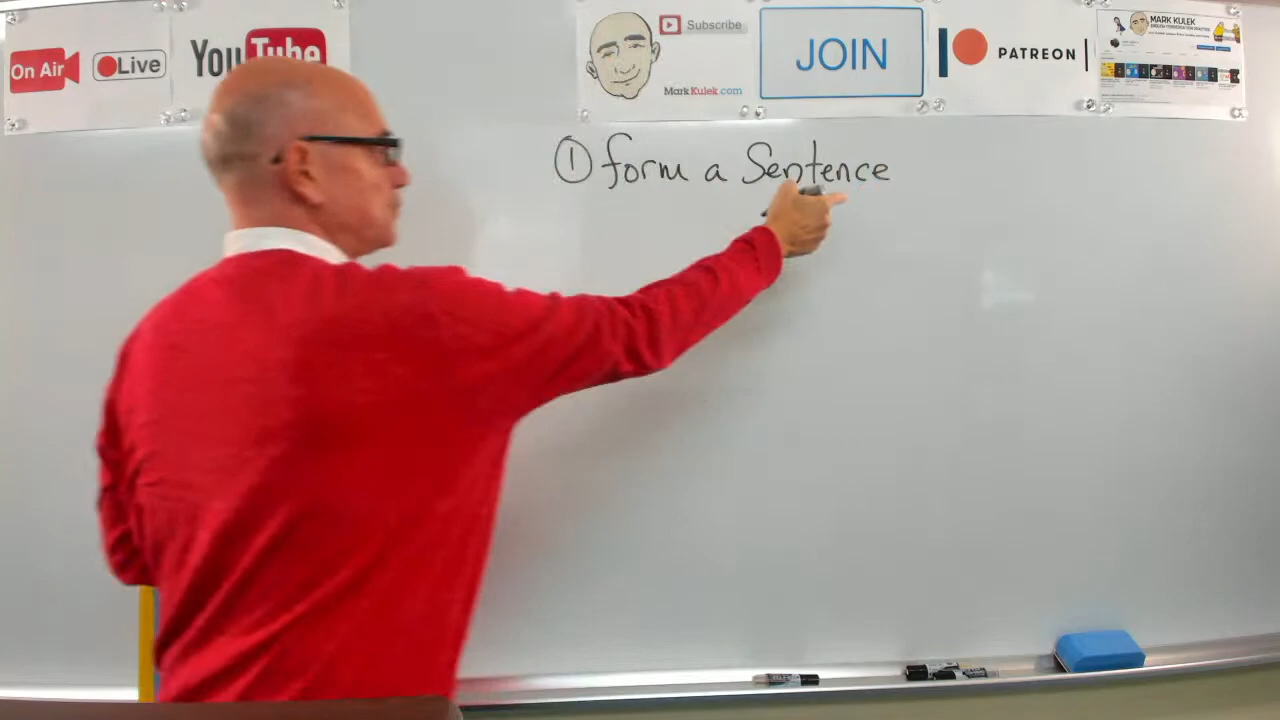 On Air
Live
YouTube
Subscribe
MarkKulek.com
JOIN
PATREON
MARK KULEK
① form a Sentence